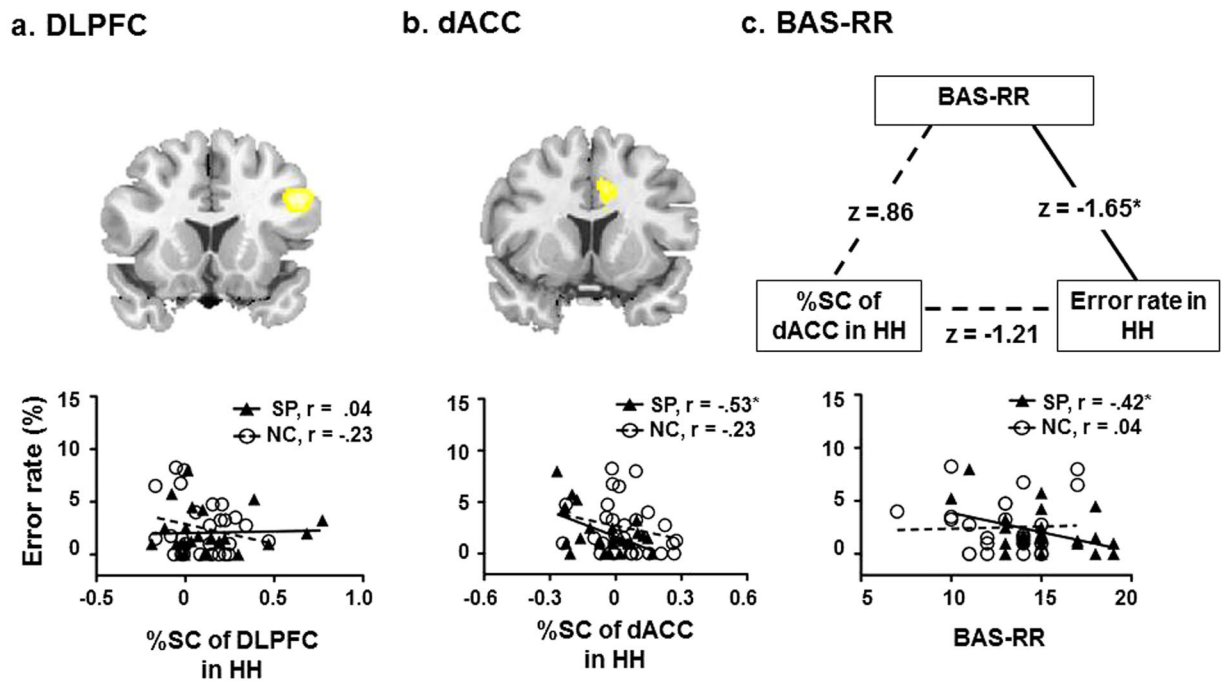 a. DLPFC
b. dACC
c. BAS-RR
BAS-RR
z =.86
z = -1.65*
%SC of
dACC in HH
z = -1.21
Error rate in
HH
Error rate (%)
15
10
5
0
SP, r = .04
NC, r = -.23
-0.5
0
0.5
1.0
%SC of DLPFC
in HH
15
10
5
0
SP, r = -.53*
NC, r = -.23
-0.6
-0.3
0
0.3
0.6
%SC of dACC
in HH
15
10
5
0
SP, r = -.42*
NC, r = .04
5
10
15
20
BAS-RR